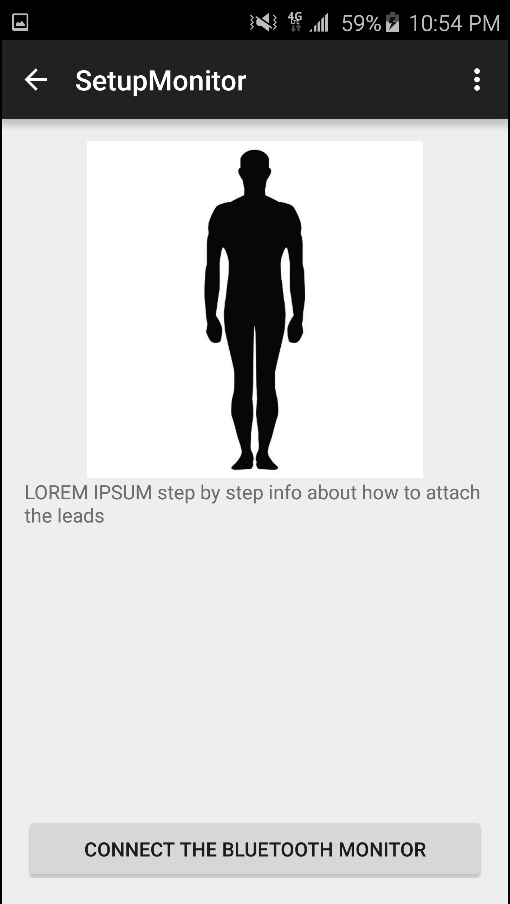 4G 59% 10:54 PM
SetupMonitor
LOREM IPSUM step by step info about how to attach
the leads
CONNECT THE BLUETOOTH MONITOR